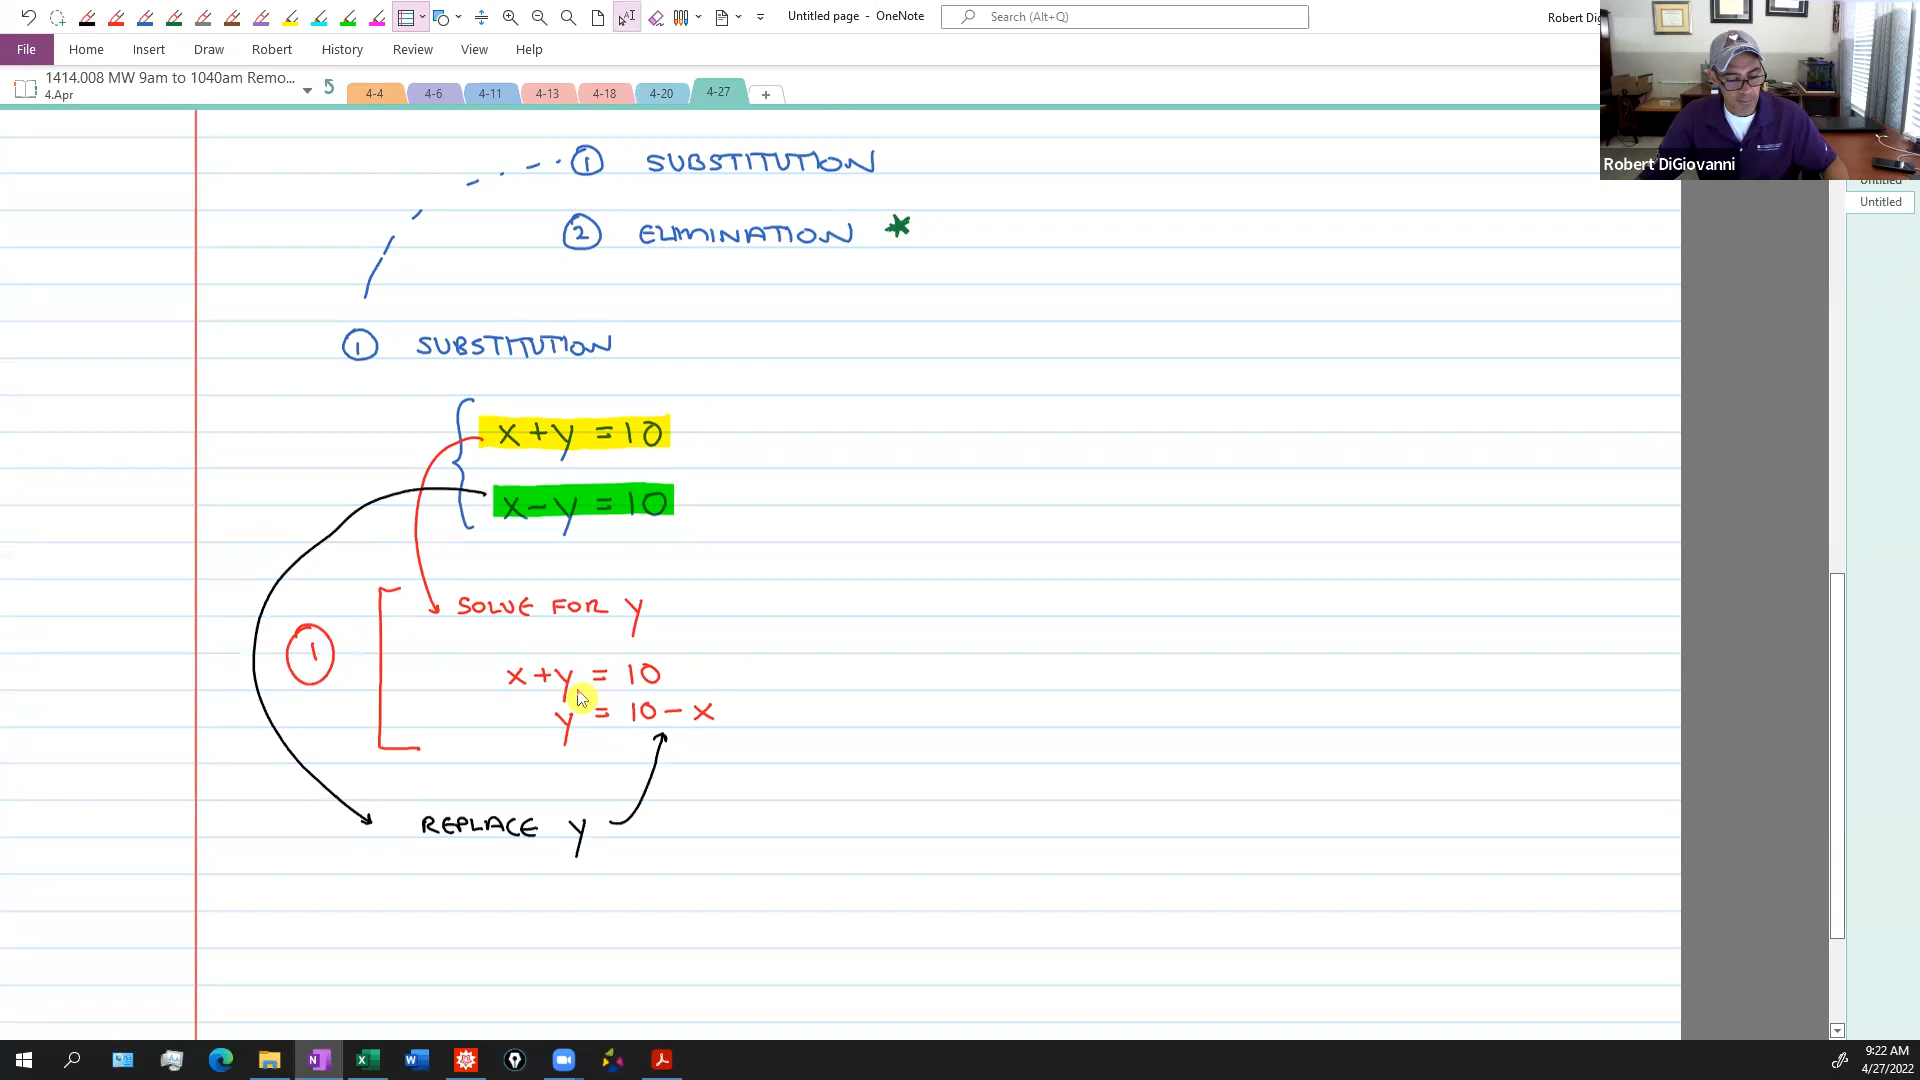 Untitled page - OneNote
Search (Alt+Q)
File Home Insert Draw Robert History Review View Help
1414.008 MW 9am to 1040am Remo...
4.Apr
4-4 4-6 4-11 4-13 4-18 4-20 4-27
Robert DiGiovanni
Untitled
① SUBSTITUTION
② ELIMINATION
① SUBSTITUTION
x+y = 10
x-y = 10
① SOLVE FOR y
x+y = 10
y = 10 - x
REPLACE y
9:22 AM
4/27/2022